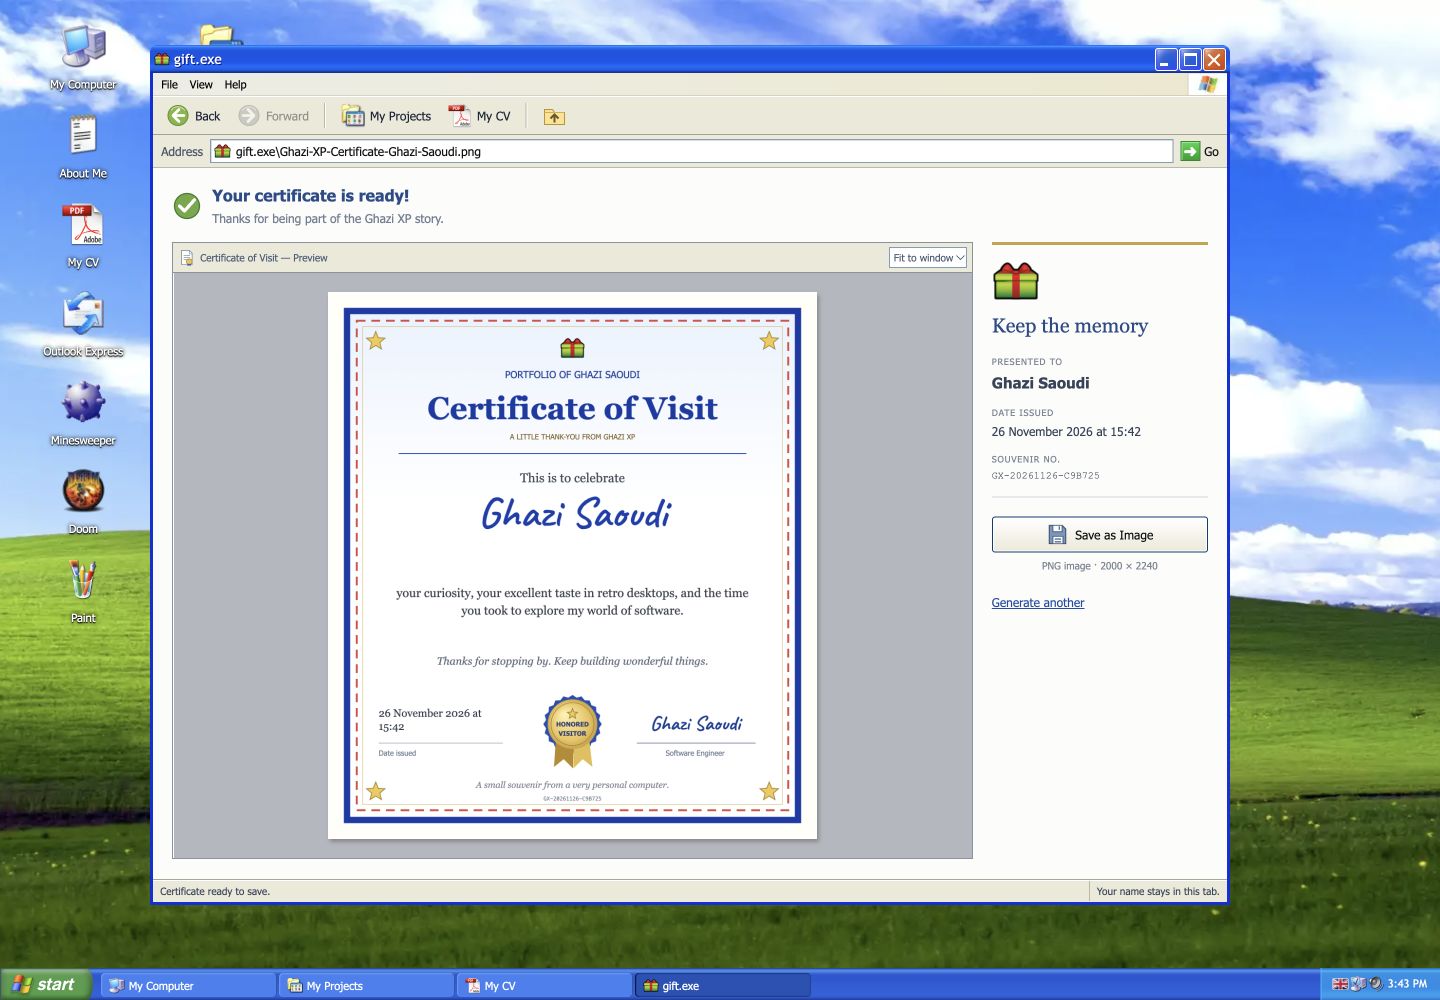 My Computer
About Me
PDF
Adobe
My CV
Outlook Express
Minesweeper
Doom
Paint
gift.exe
File View Help
Back Forward My Projects My CV
Address gift.exe\Ghazi-XP-Certificate-Ghazi-Saoudi.png Go
Your certificate is ready!
Thanks for being part of the Ghazi XP story.
Certificate of Visit — Preview Fit to window
PORTFOLIO OF GHAZI SAOUDI
Certificate of Visit
A LITTLE THANK-YOU FROM GHAZI XP
This is to celebrate
Ghazi Saoudi
your curiosity, your excellent taste in retro desktops, and the time
you took to explore my world of software.
Thanks for stopping by. Keep building wonderful things.
26 November 2026 at
15:42
Date issued
HONORED
VISITOR
Ghazi Saoudi
Software Engineer
A small souvenir from a very personal computer.
GX-20261126-C9B725
Keep the memory
PRESENTED TO
Ghazi Saoudi
DATE ISSUED
26 November 2026 at 15:42
SOUVENIR NO.
GX-20261126-C9B725
Save as Image
PNG image · 2000 × 2240
Generate another
Certificate ready to save. Your name stays in this tab.
start My Computer My Projects My CV gift.exe 3:43 PM